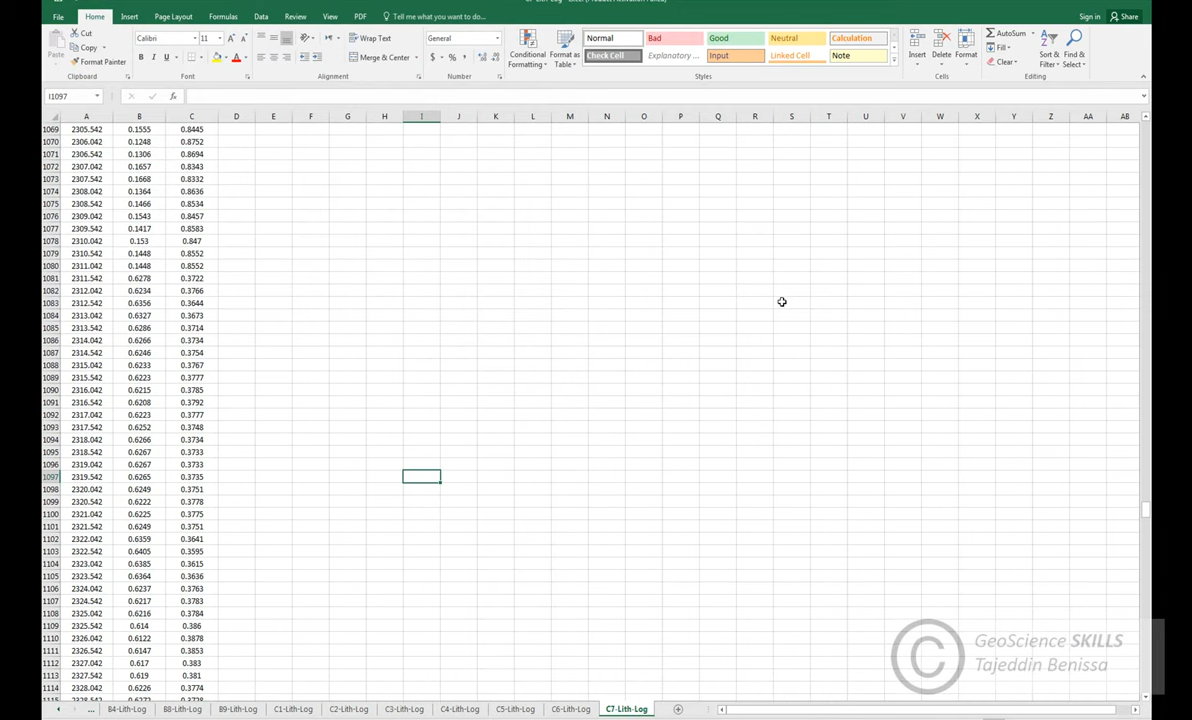 File Home Insert Page Layout Formulas Data Review View PDF Tell me what you want to do... Sign in Share
Paste Cut Copy Format Painter Clipboard
Calibri 11 B I U Font
Wrap Text Merge & Center Alignment
General $ % , Number
Conditional Formatting Format as Table Normal Bad Good Neutral Calculation
Check Cell Explanatory ... Input Linked Cell Note Styles
Insert Delete Format Cells
AutoSum Fill Clear Sort & Filter Find & Select Editing
I1097 fx
A B C D E F G H I J K L M N O P Q R S T U V W X Y Z AA AB
1069 2305.542 0.1555 0.8445
1070 2306.042 0.1248 0.8752
1071 2306.542 0.1306 0.8694
1072 2307.042 0.1657 0.8343
1073 2307.542 0.1668 0.8332
1074 2308.042 0.1364 0.8636
1075 2308.542 0.1466 0.8534
1076 2309.042 0.1543 0.8457
1077 2309.542 0.1417 0.8583
1078 2310.042 0.153 0.847
1079 2310.542 0.1448 0.8552
1080 2311.042 0.1448 0.8552
1081 2311.542 0.6278 0.3722
1082 2312.042 0.6234 0.3766
1083 2312.542 0.6356 0.3644
1084 2313.042 0.6327 0.3673
1085 2313.542 0.6286 0.3714
1086 2314.042 0.6266 0.3734
1087 2314.542 0.6246 0.3754
1088 2315.042 0.6233 0.3767
1089 2315.542 0.6223 0.3777
1090 2316.042 0.6215 0.3785
1091 2316.542 0.6208 0.3792
1092 2317.042 0.6223 0.3777
1093 2317.542 0.6252 0.3748
1094 2318.042 0.6266 0.3734
1095 2318.542 0.6267 0.3733
1096 2319.042 0.6267 0.3733
1097 2319.542 0.6265 0.3735
1098 2320.042 0.6249 0.3751
1099 2320.542 0.6222 0.3778
1100 2321.042 0.6225 0.3775
1101 2321.542 0.6249 0.3751
1102 2322.042 0.6359 0.3641
1103 2322.542 0.6405 0.3595
1104 2323.042 0.6385 0.3615
1105 2323.542 0.6364 0.3636
1106 2324.042 0.6237 0.3763
1107 2324.542 0.6217 0.3783
1108 2325.042 0.6216 0.3784
1109 2325.542 0.614 0.386
1110 2326.042 0.6122 0.3878
1111 2326.542 0.6147 0.3853
1112 2327.042 0.617 0.383
1113 2327.542 0.619 0.381
1114 2328.042 0.6226 0.3774
GeoScience SKILLS
Tajeddin Benissa
... B4-Lith-Log B8-Lith-Log B9-Lith-Log C1-Lith-Log C2-Lith-Log C3-Lith-Log C4-Lith-Log C5-Lith-Log C6-Lith-Log C7-Lith-Log